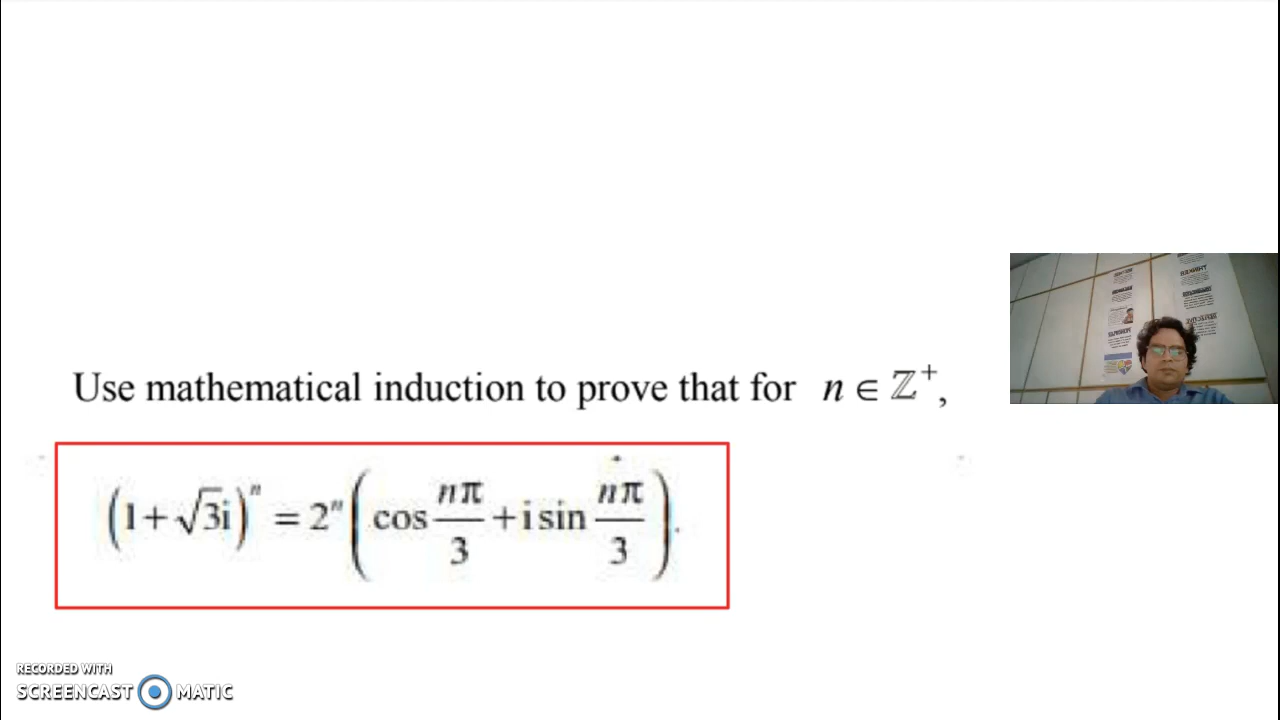 Use mathematical induction to prove that for n ∈ ℤ⁺,
(1+√3i)ⁿ = 2ⁿ(cos nπ/3 + i sin nπ/3).
RECORDED WITH
SCREENCAST MATIC